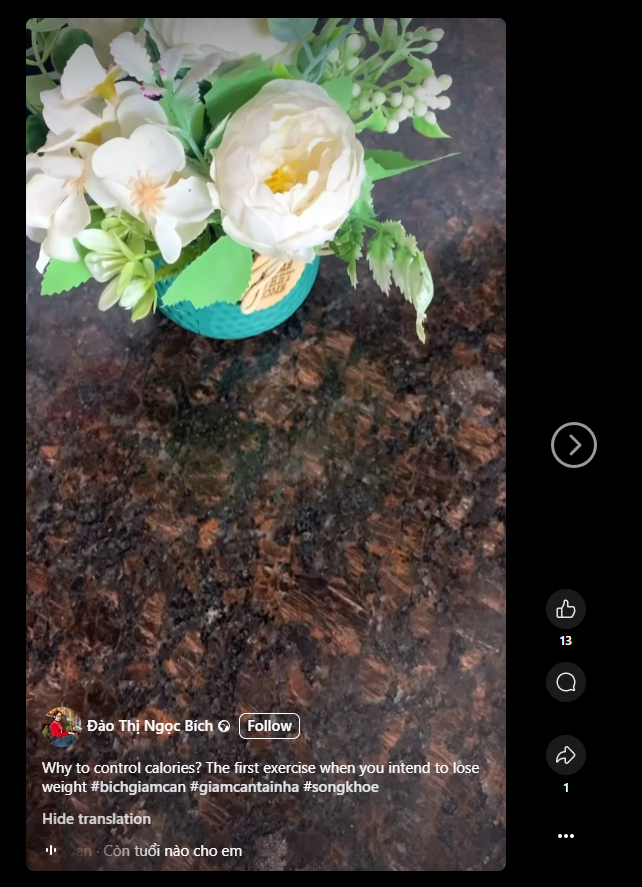 13
Đào Thị Ngọc Bích
Follow
Why to control calories? The first exercise when you intend to lose
weight #bichgiamcan #giamcantainha #songkhoe
1
Hide translation
· Còn tuổi nào cho em